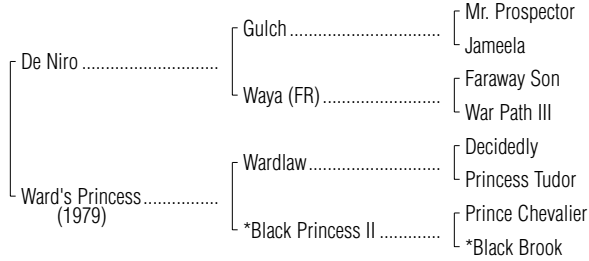 Mr. Prospector
Gulch
Jameela
De Niro
Faraway Son
Waya (FR)
War Path III
Decidedly
Wardlaw
Princess Tudor
Ward's Princess
(1979)
Prince Chevalier
*Black Princess II
*Black Brook